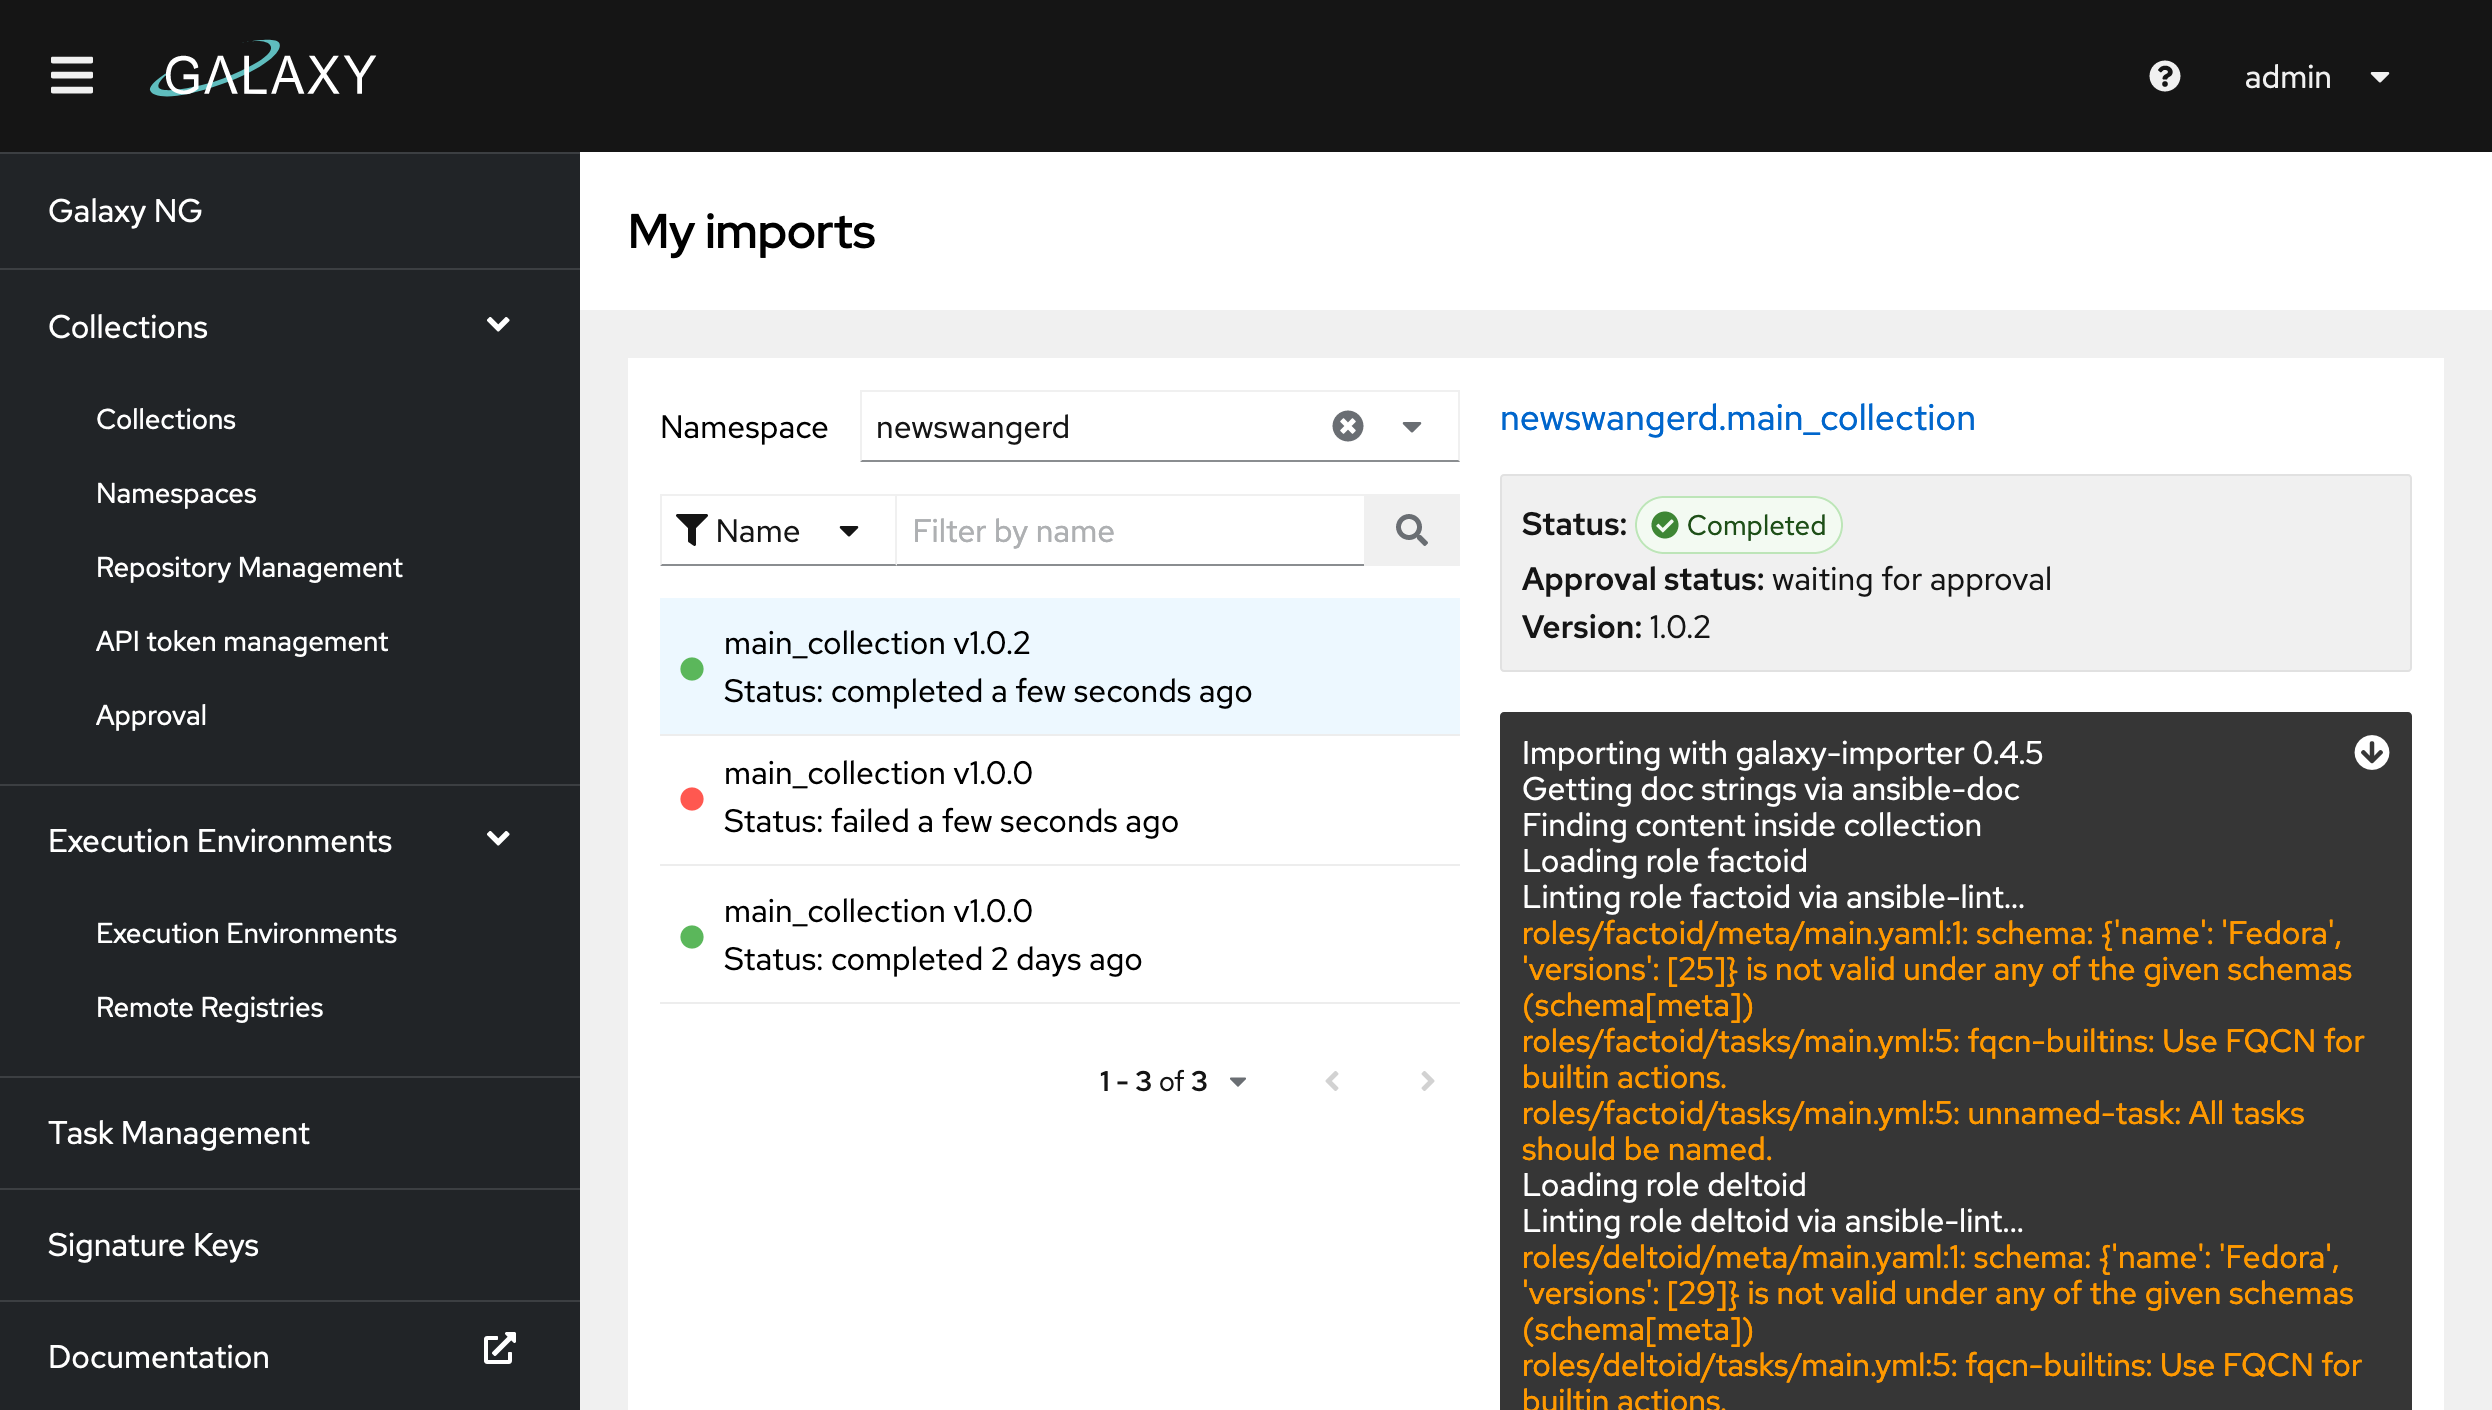 GALAXY
admin
Galaxy NG
Collections
Collections
Namespaces
Repository Management
API token management
Approval
Execution Environments
Execution Environments
Remote Registries
Task Management
Signature Keys
Documentation
My imports
Namespace
newswangerd
Name
Filter by name
main_collection v1.0.2
Status: completed a few seconds ago
main_collection v1.0.0
Status: failed a few seconds ago
main_collection v1.0.0
Status: completed 2 days ago
1 - 3 of 3
newswangerd.main_collection
Status: Completed
Approval status: waiting for approval
Version: 1.0.2
Importing with galaxy-importer 0.4.5
Getting doc strings via ansible-doc
Finding content inside collection
Loading role factoid
Linting role factoid via ansible-lint...
roles/factoid/meta/main.yaml:1: schema: {'name': 'Fedora',
'versions': [25]} is not valid under any of the given schemas
(schema[meta])
roles/factoid/tasks/main.yml:5: fqcn-builtins: Use FQCN for
builtin actions.
roles/factoid/tasks/main.yml:5: unnamed-task: All tasks
should be named.
Loading role deltoid
Linting role deltoid via ansible-lint...
roles/deltoid/meta/main.yaml:1: schema: {'name': 'Fedora',
'versions': [29]} is not valid under any of the given schemas
(schema[meta])
roles/deltoid/tasks/main.yml:5: fqcn-builtins: Use FQCN for
builtin actions.